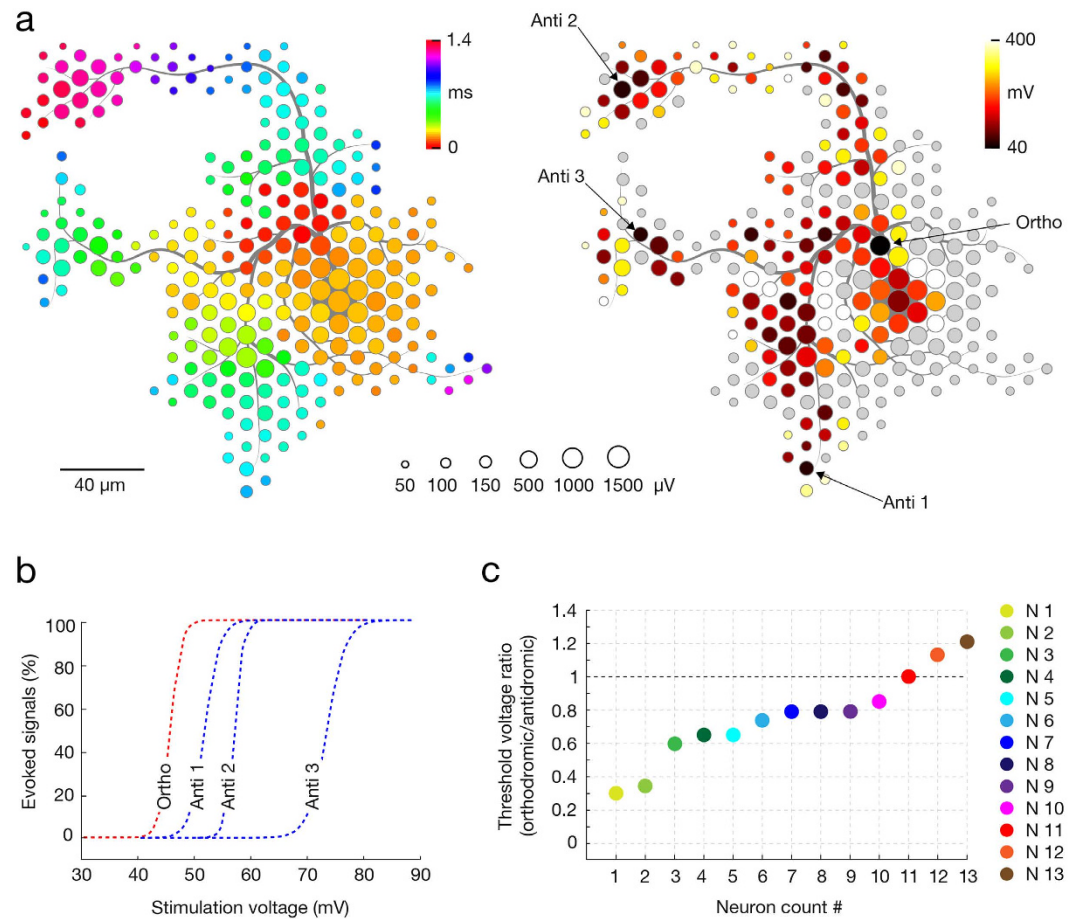 a
1.4
ms
0
40 µm
50 100 150 500 1000 1500 µV
Anti 2
400
mV
40
Anti 3
Ortho
Anti 1
b
Evoked signals (%)
100
80
60
40
20
0
Ortho
Anti 1
Anti 2
Anti 3
30 40 50 60 70 80 90
Stimulation voltage (mV)
c
Threshold voltage ratio
(orthodromic/antidromic)
1.4
1.2
1
0.8
0.6
0.4
0.2
0
1 2 3 4 5 6 7 8 9 10 11 12 13
Neuron count #
N 1
N 2
N 3
N 4
N 5
N 6
N 7
N 8
N 9
N 10
N 11
N 12
N 13